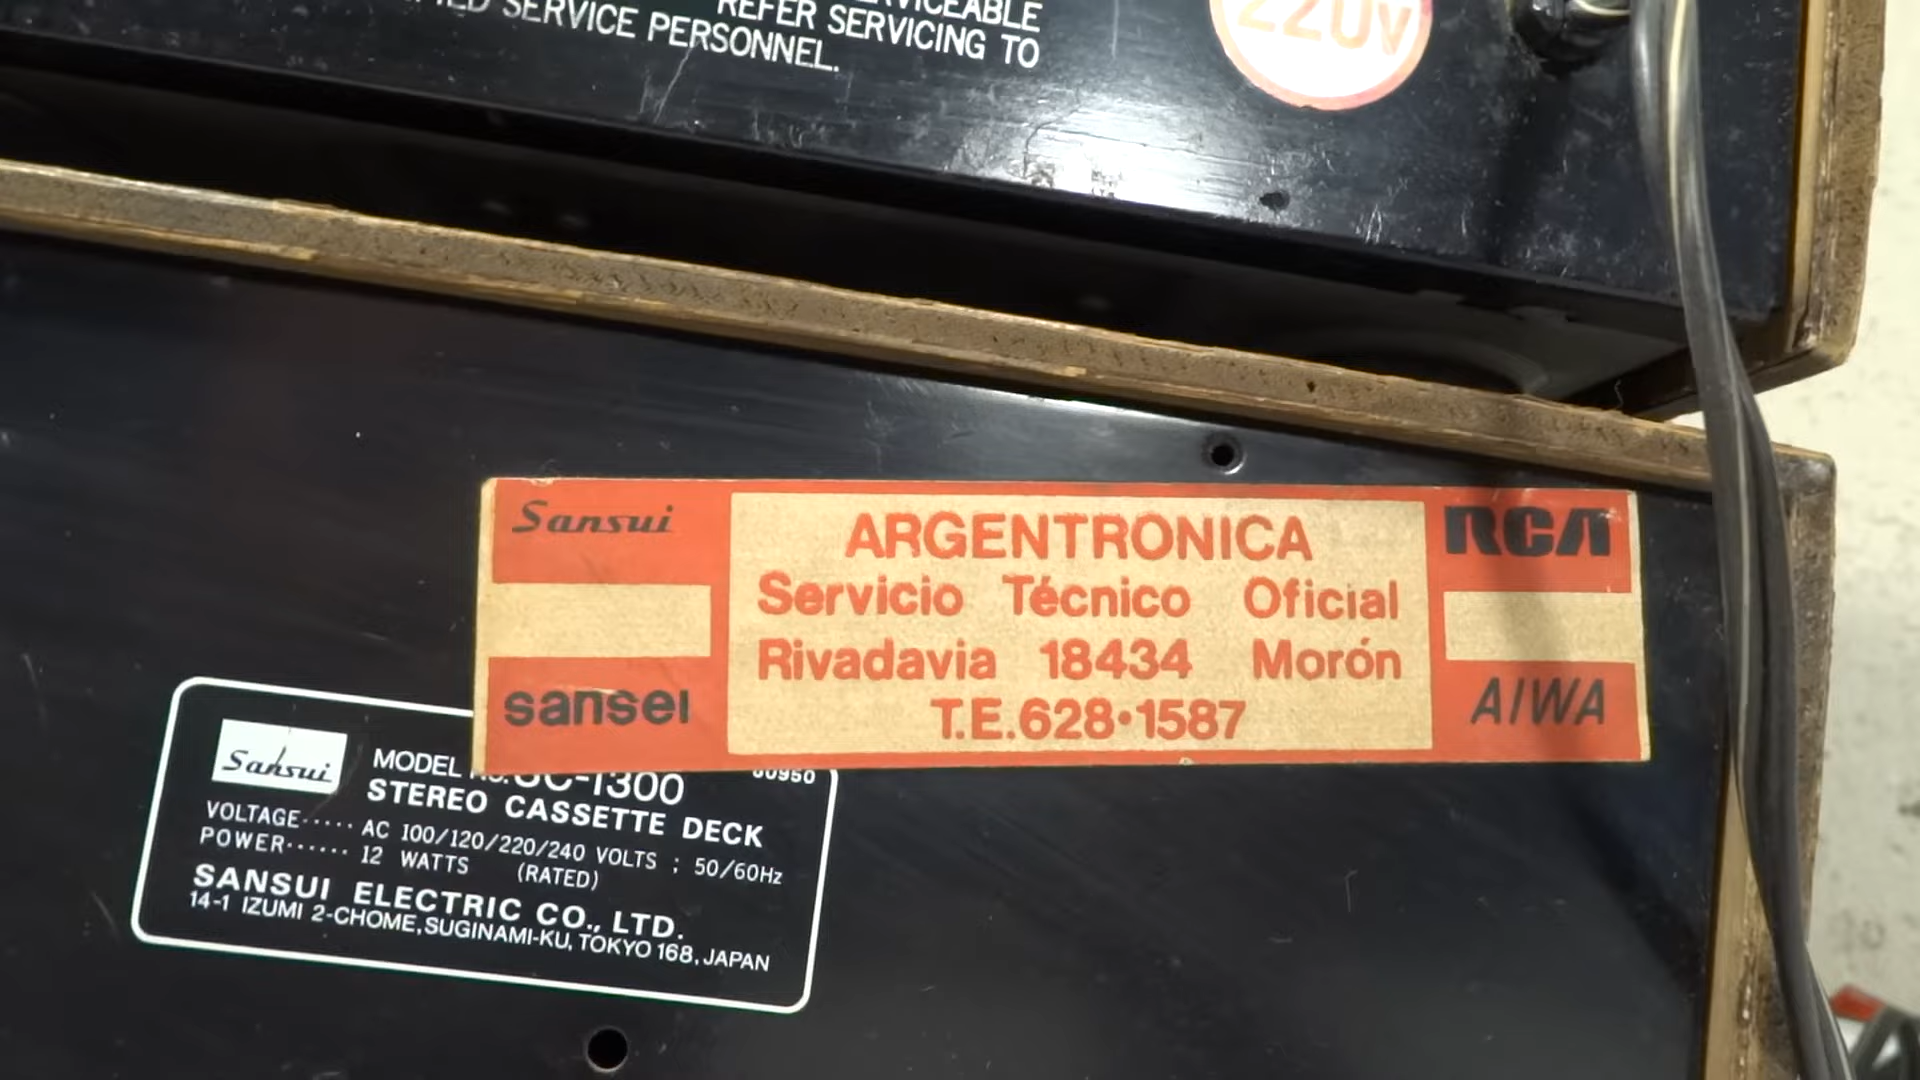 SERVICEABLE
REFER SERVICING TO
SERVICE PERSONNEL.
220V
Sansui
ARGENTRONICA
RCA
Servicio Técnico Oficial
Rivadavia 18434 Morón
sansei
T.E.628·1587
AIWA
Sansui
MODEL
1300
STEREO CASSETTE DECK
VOLTAGE····· AC 100/120/220/240 VOLTS ; 50/60Hz
POWER······ 12 WATTS (RATED)
SANSUI ELECTRIC CO., LTD.
14-1 IZUMI 2-CHOME, SUGINAMI-KU, TOKYO 168, JAPAN